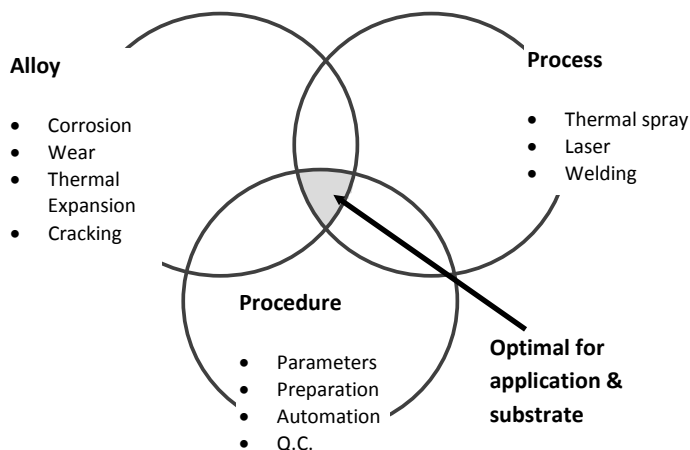 Alloy
• Corrosion
• Wear
• Thermal
Expansion
• Cracking
Process
• Thermal spray
• Laser
• Welding
Procedure
• Parameters
• Preparation
• Automation
• Q.C.
Optimal for
application &
substrate